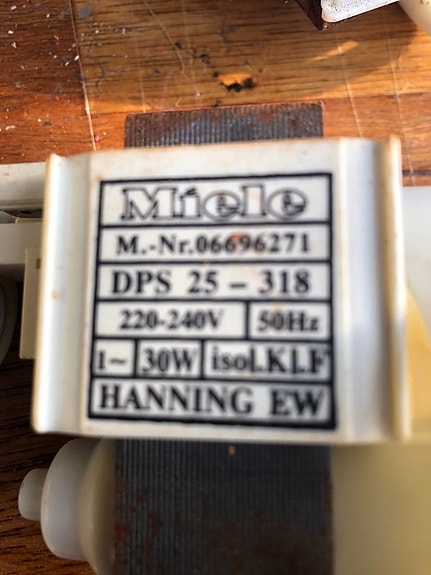 Miele
M.-Nr.06696271
DPS 25 - 318
220-240V 50Hz
1~ 30W isol.Kl.F
HANNING EW